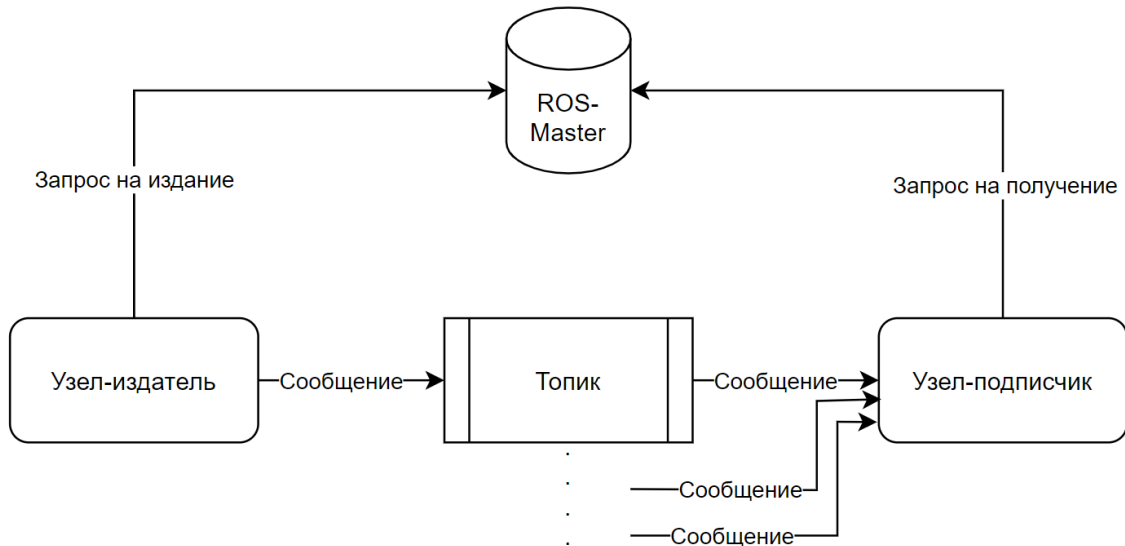 ROS-
Master
Запрос на издание
Запрос на получение
Узел-издатель
Сообщение
Топик
Сообщение
Узел-подписчик
Сообщение
Сообщение